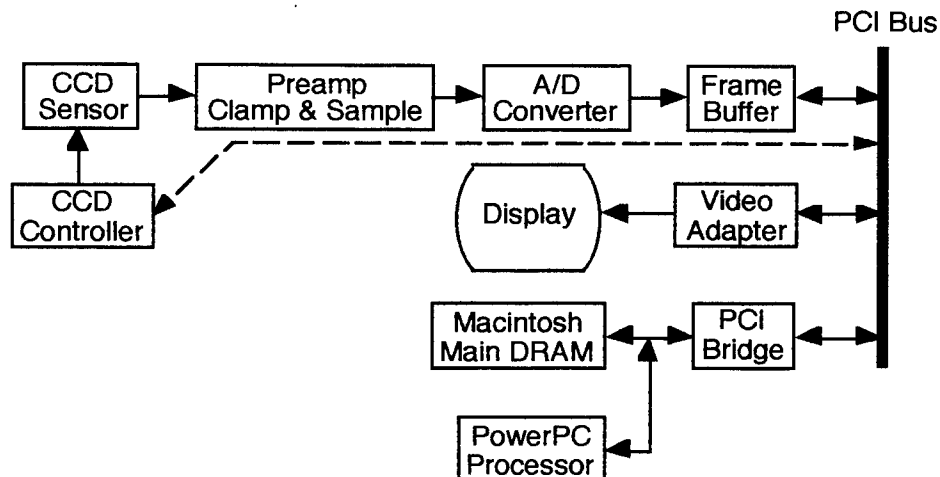 PCI Bus
CCD
Sensor
Preamp
Clamp & Sample
A/D
Converter
Frame
Buffer
CCD
Controller
Display
Video
Adapter
Macintosh
Main DRAM
PCI
Bridge
PowerPC
Processor